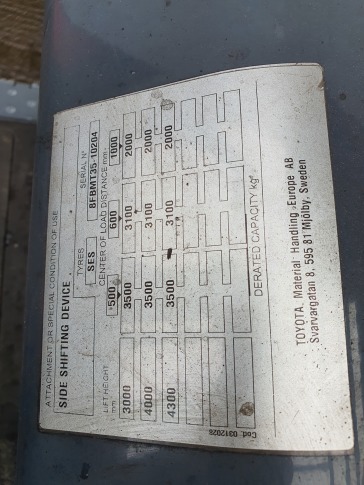 ATTACHMENT OR SPECIAL CONDITION OF USE
SIDE SHIFTING DEVICE
TYRES SERIAL N°
SES 8FBMT35-10204
LIFT HEIGHT mm CENTER OF LOAD DISTANCE mm
500 600 1000
3000 3500 3100 2000
4000 3500 3100 2000
4300 3500 3100 2000
DERATED CAPACITY kg
Cod. 0312028
TOYOTA Material Handling Europe AB
Svarvargatan 8, 595 81 Mjölby, Sweden